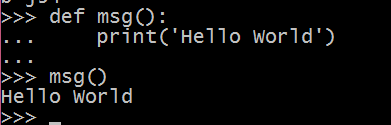 >>> def msg():
...     print('Hello World')
...
>>> msg()
Hello World
>>>